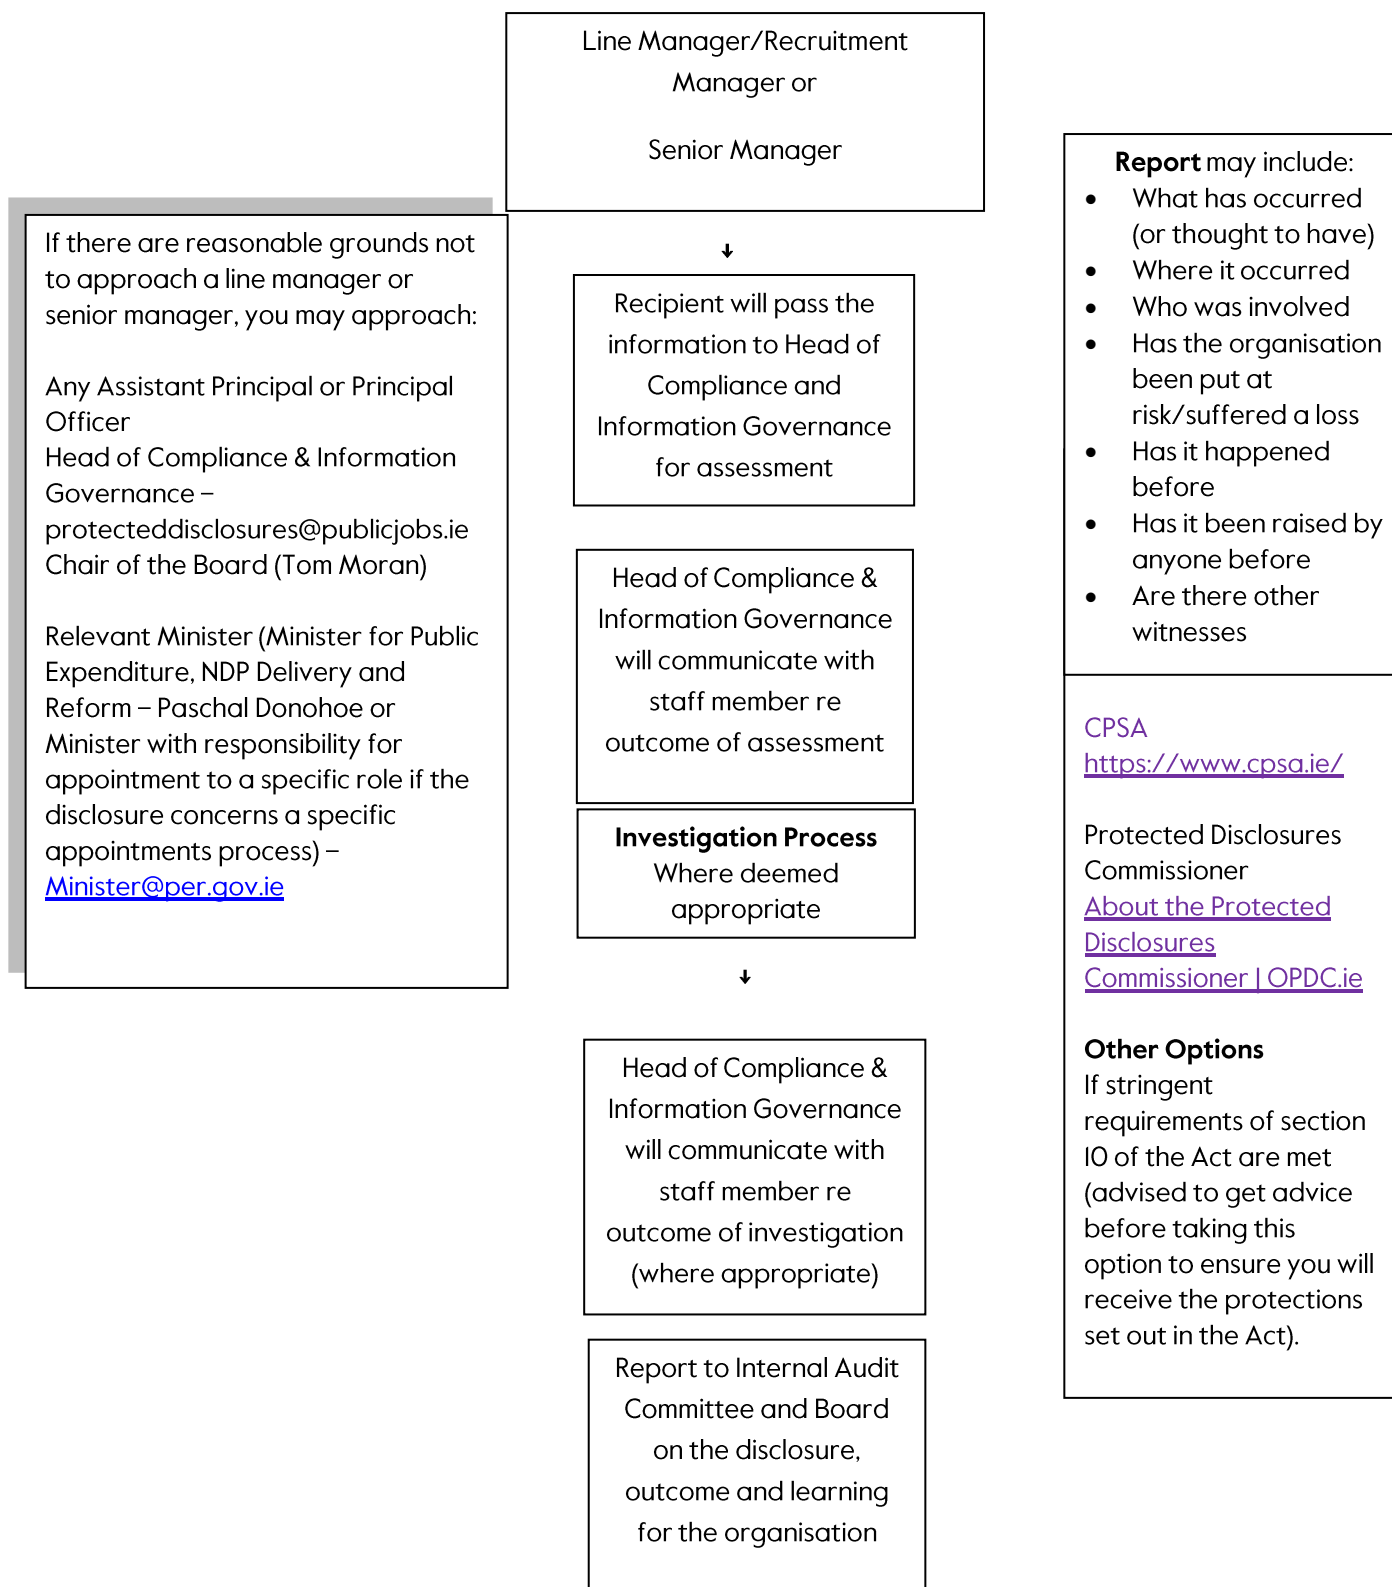 Line Manager/Recruitment
Manager or
Senior Manager
If there are reasonable grounds not
to approach a line manager or
senior manager, you may approach:
Any Assistant Principal or Principal
Officer
Head of Compliance & Information
Governance –
protecteddisclosures@publicjobs.ie
Chair of the Board (Tom Moran)
Relevant Minister (Minister for Public
Expenditure, NDP Delivery and
Reform – Paschal Donohoe or
Minister with responsibility for
appointment to a specific role if the
disclosure concerns a specific
appointments process) –
Minister@per.gov.ie
Recipient will pass the
information to Head of
Compliance and
Information Governance
for assessment
Head of Compliance &
Information Governance
will communicate with
staff member re
outcome of assessment
Investigation Process
Where deemed
appropriate
Head of Compliance &
Information Governance
will communicate with
staff member re
outcome of investigation
(where appropriate)
Report to Internal Audit
Committee and Board
on the disclosure,
outcome and learning
for the organisation
Report may include:
• What has occurred
(or thought to have)
• Where it occurred
• Who was involved
• Has the organisation
been put at
risk/suffered a loss
• Has it happened
before
• Has it been raised by
anyone before
• Are there other
witnesses
CPSA
https://www.cpsa.ie/
Protected Disclosures
Commissioner
About the Protected
Disclosures
Commissioner | OPDC.ie
Other Options
If stringent
requirements of section
10 of the Act are met
(advised to get advice
before taking this
option to ensure you will
receive the protections
set out in the Act).